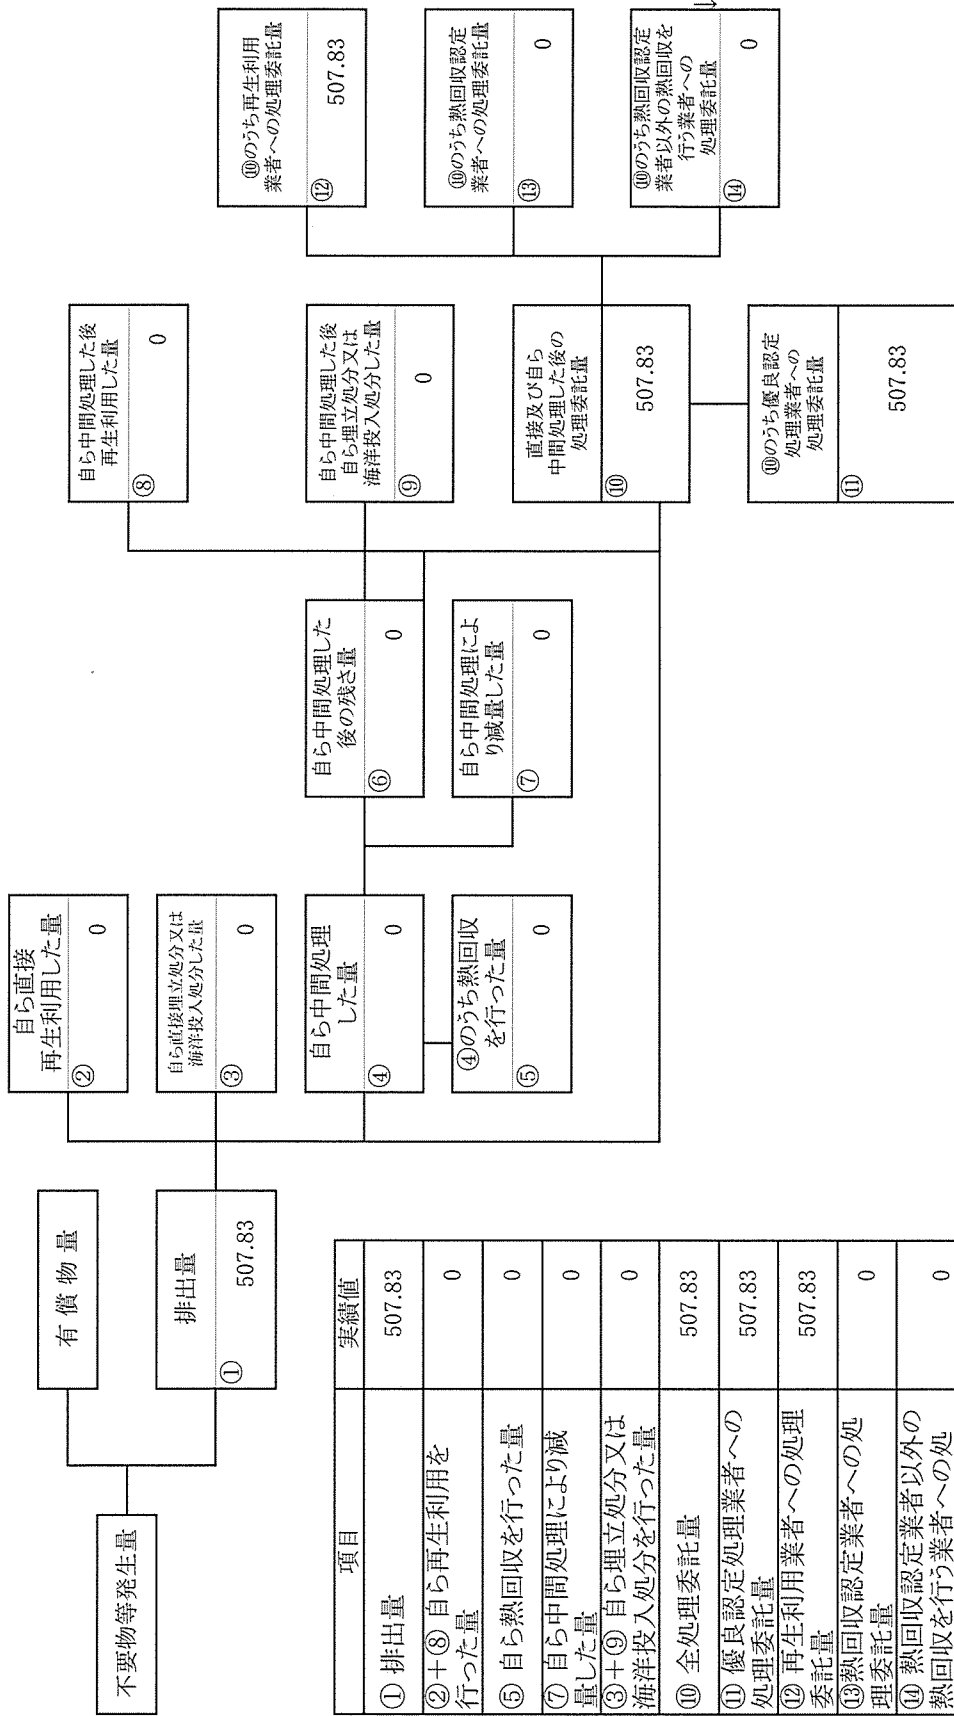 不要物等発生量
有 償 物 量
排出量
①
507.83
自ら直接
再生利用した量
②
0
自ら直接埋立処分又は
海洋投入処分した量
③
0
自ら中間処理
した量
④
0
④のうち熱回収
を行った量
⑤
0
自ら中間処理した
後の残さ量
⑥
0
自ら中間処理によ
り減量した量
⑦
0
自ら中間処理した後
再生利用した量
⑧
0
自ら中間処理した後
自ら埋立処分又は
海洋投入処分した量
⑨
0
直接及び自ら
中間処理した後の
処理委託量
⑩
507.83
⑩のうち優良認定
処理業者への
処理委託量
⑪
507.83
⑩のうち再生利用
業者への処理委託量
⑫
507.83
⑩のうち熱回収認定
業者への処理委託量
⑬
0
⑩のうち熱回収認定
業者以外の熱回収を
行う業者への
処理委託量
⑭
0
項目 実績値
① 排出量 507.83
②+⑧ 自ら再生利用を
行った量 0
⑤ 自ら熱回収を行った量 0
⑦ 自ら中間処理により減
量した量 0
③+⑨ 自ら埋立処分又は
海洋投入処分を行った量 0
⑩ 全処理委託量 507.83
⑪ 優良認定処理業者への
処理委託量 507.83
⑫ 再生利用業者への処理
委託量 507.83
⑬熱回収認定業者への処
理委託量 0
⑭ 熱回収認定業者以外の
熱回収を行う業者への処 0